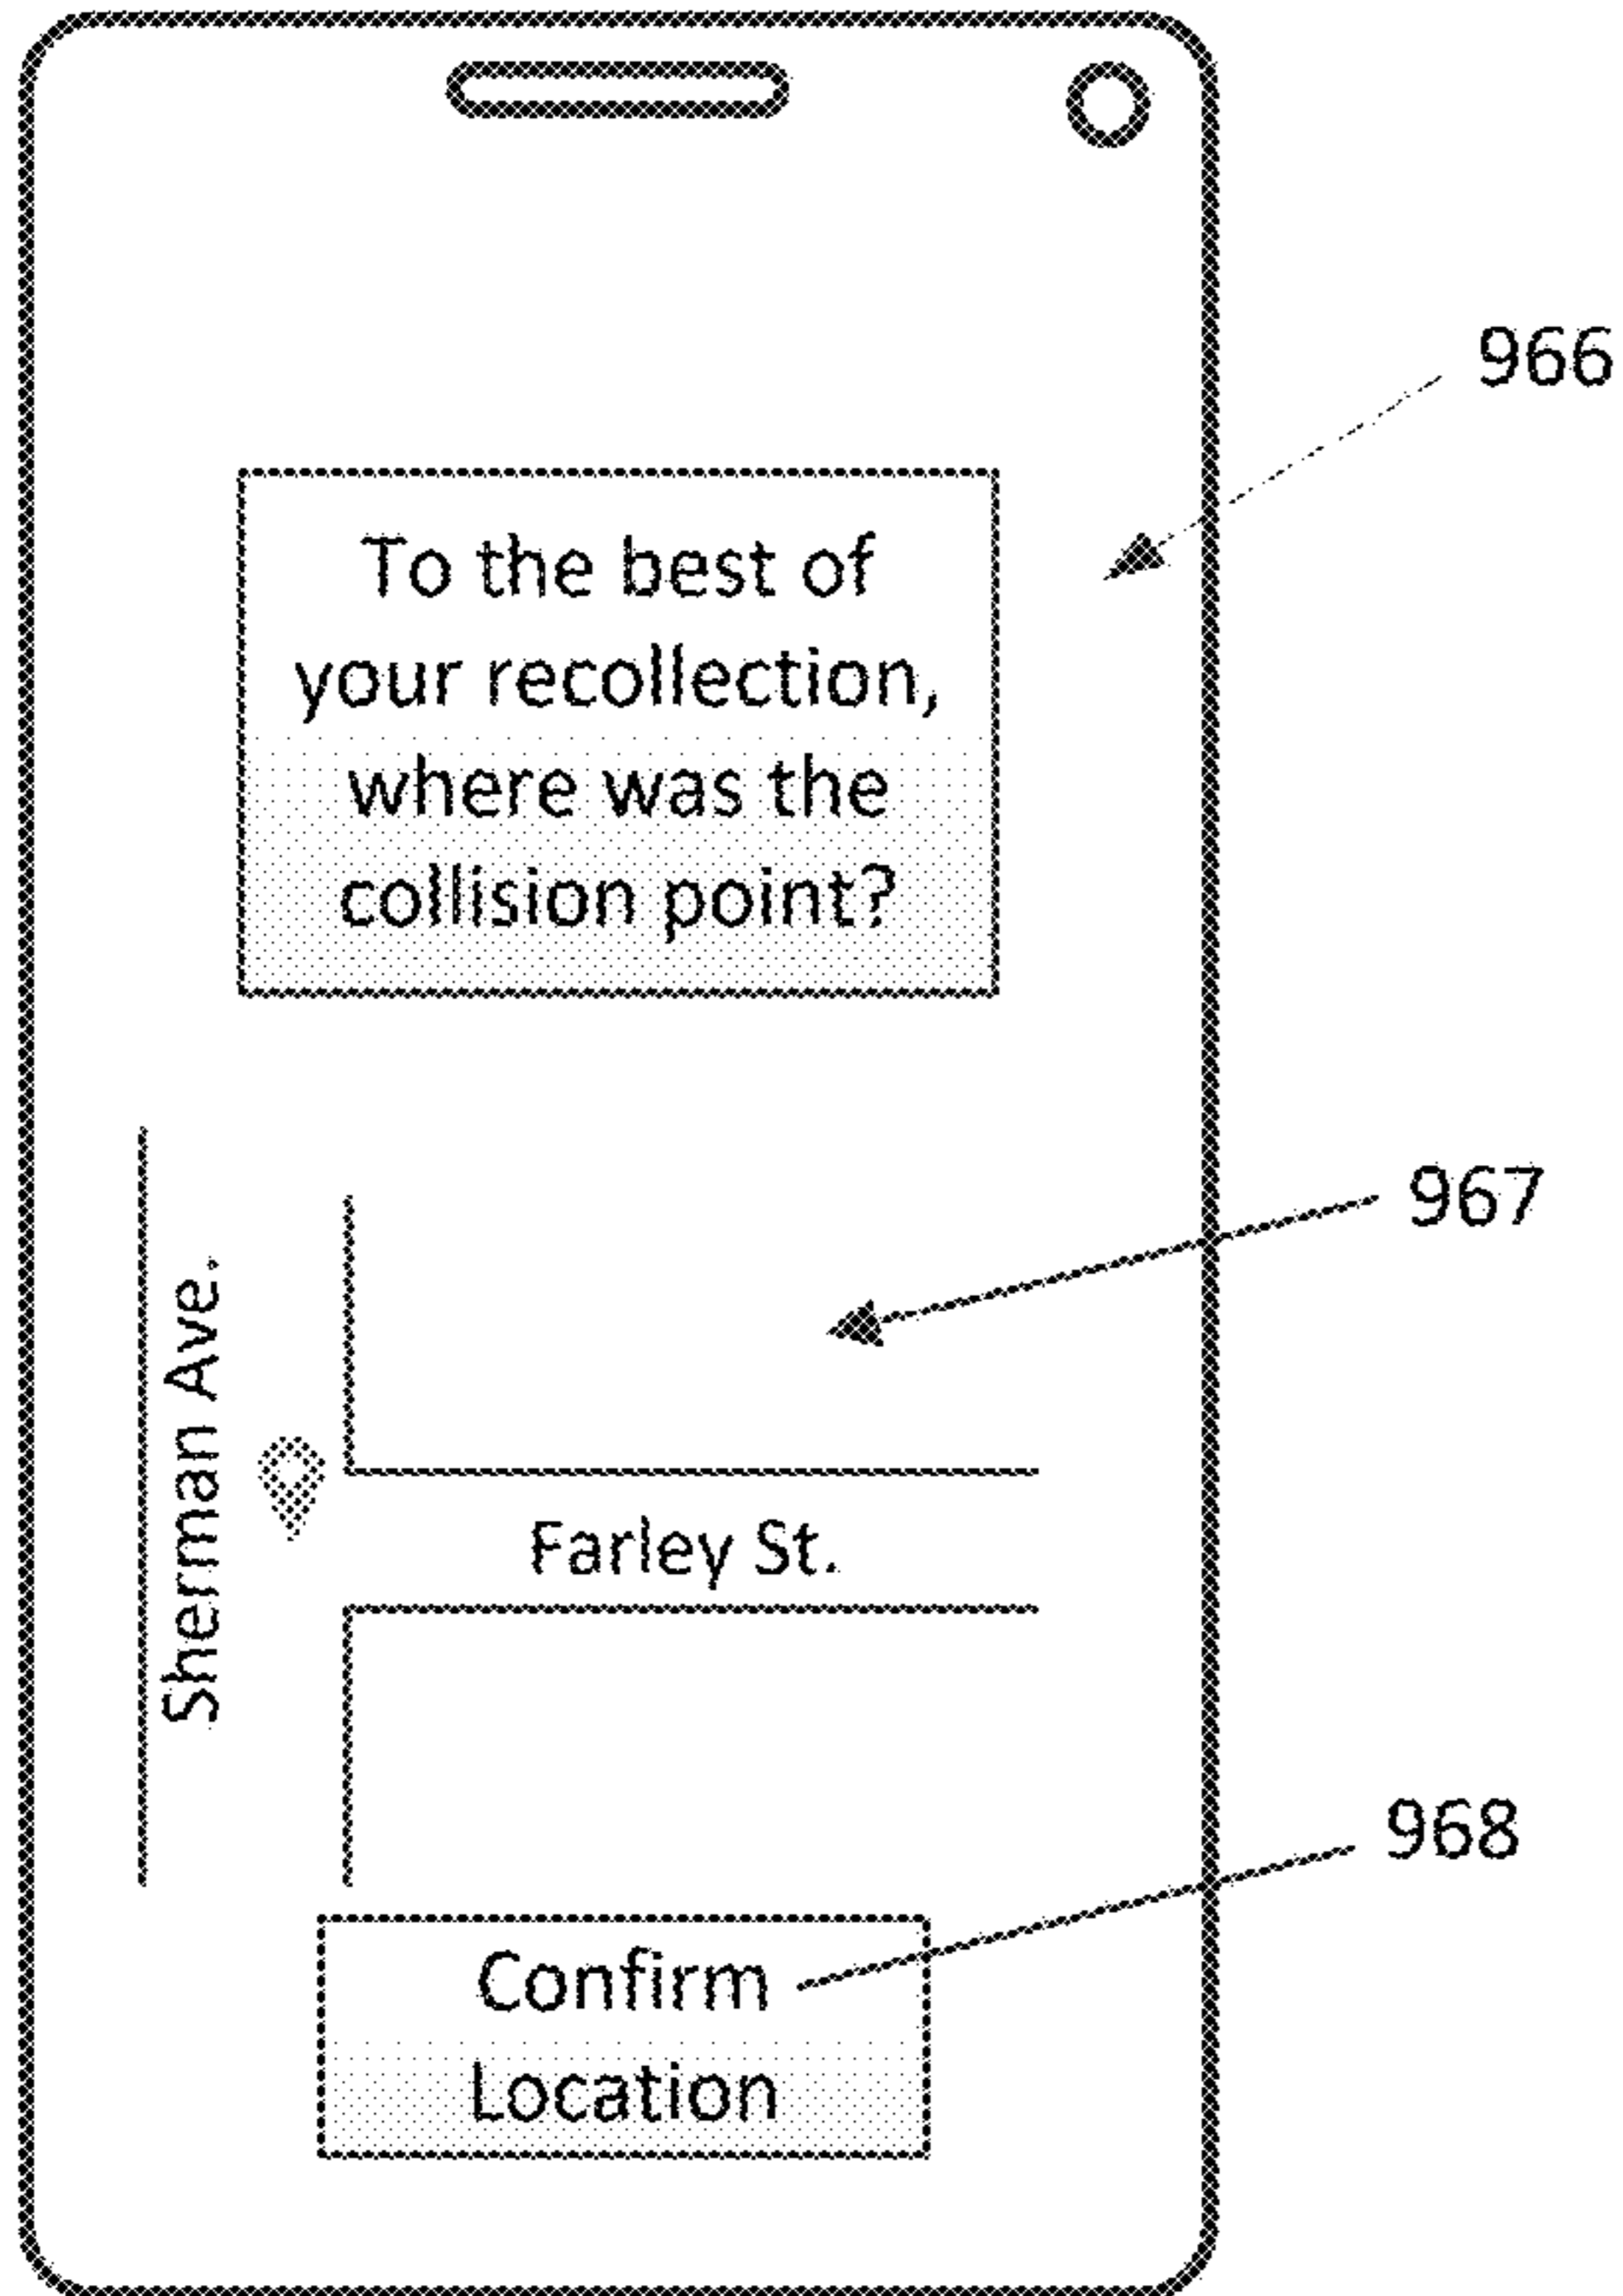 966
To the best of
your recollection,
where was the
collision point?
967
Sherman Ave.
Farley St.
968
Confirm
Location